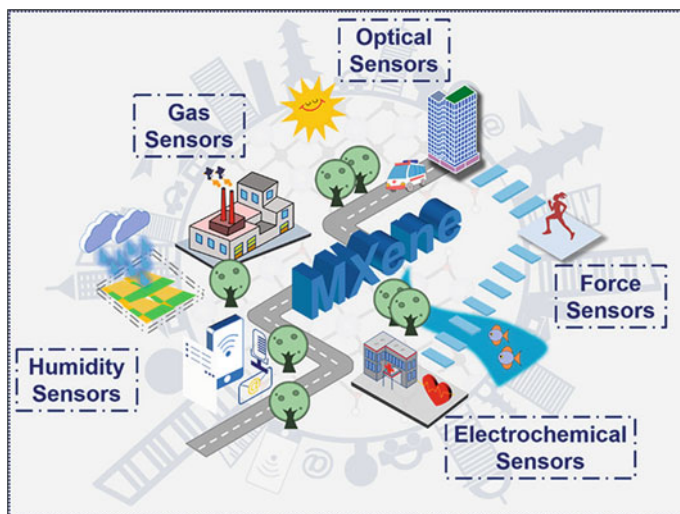 Optical
Sensors
Gas
Sensors
MXene
Force
Sensors
Humidity
Sensors
Electrochemical
Sensors
@